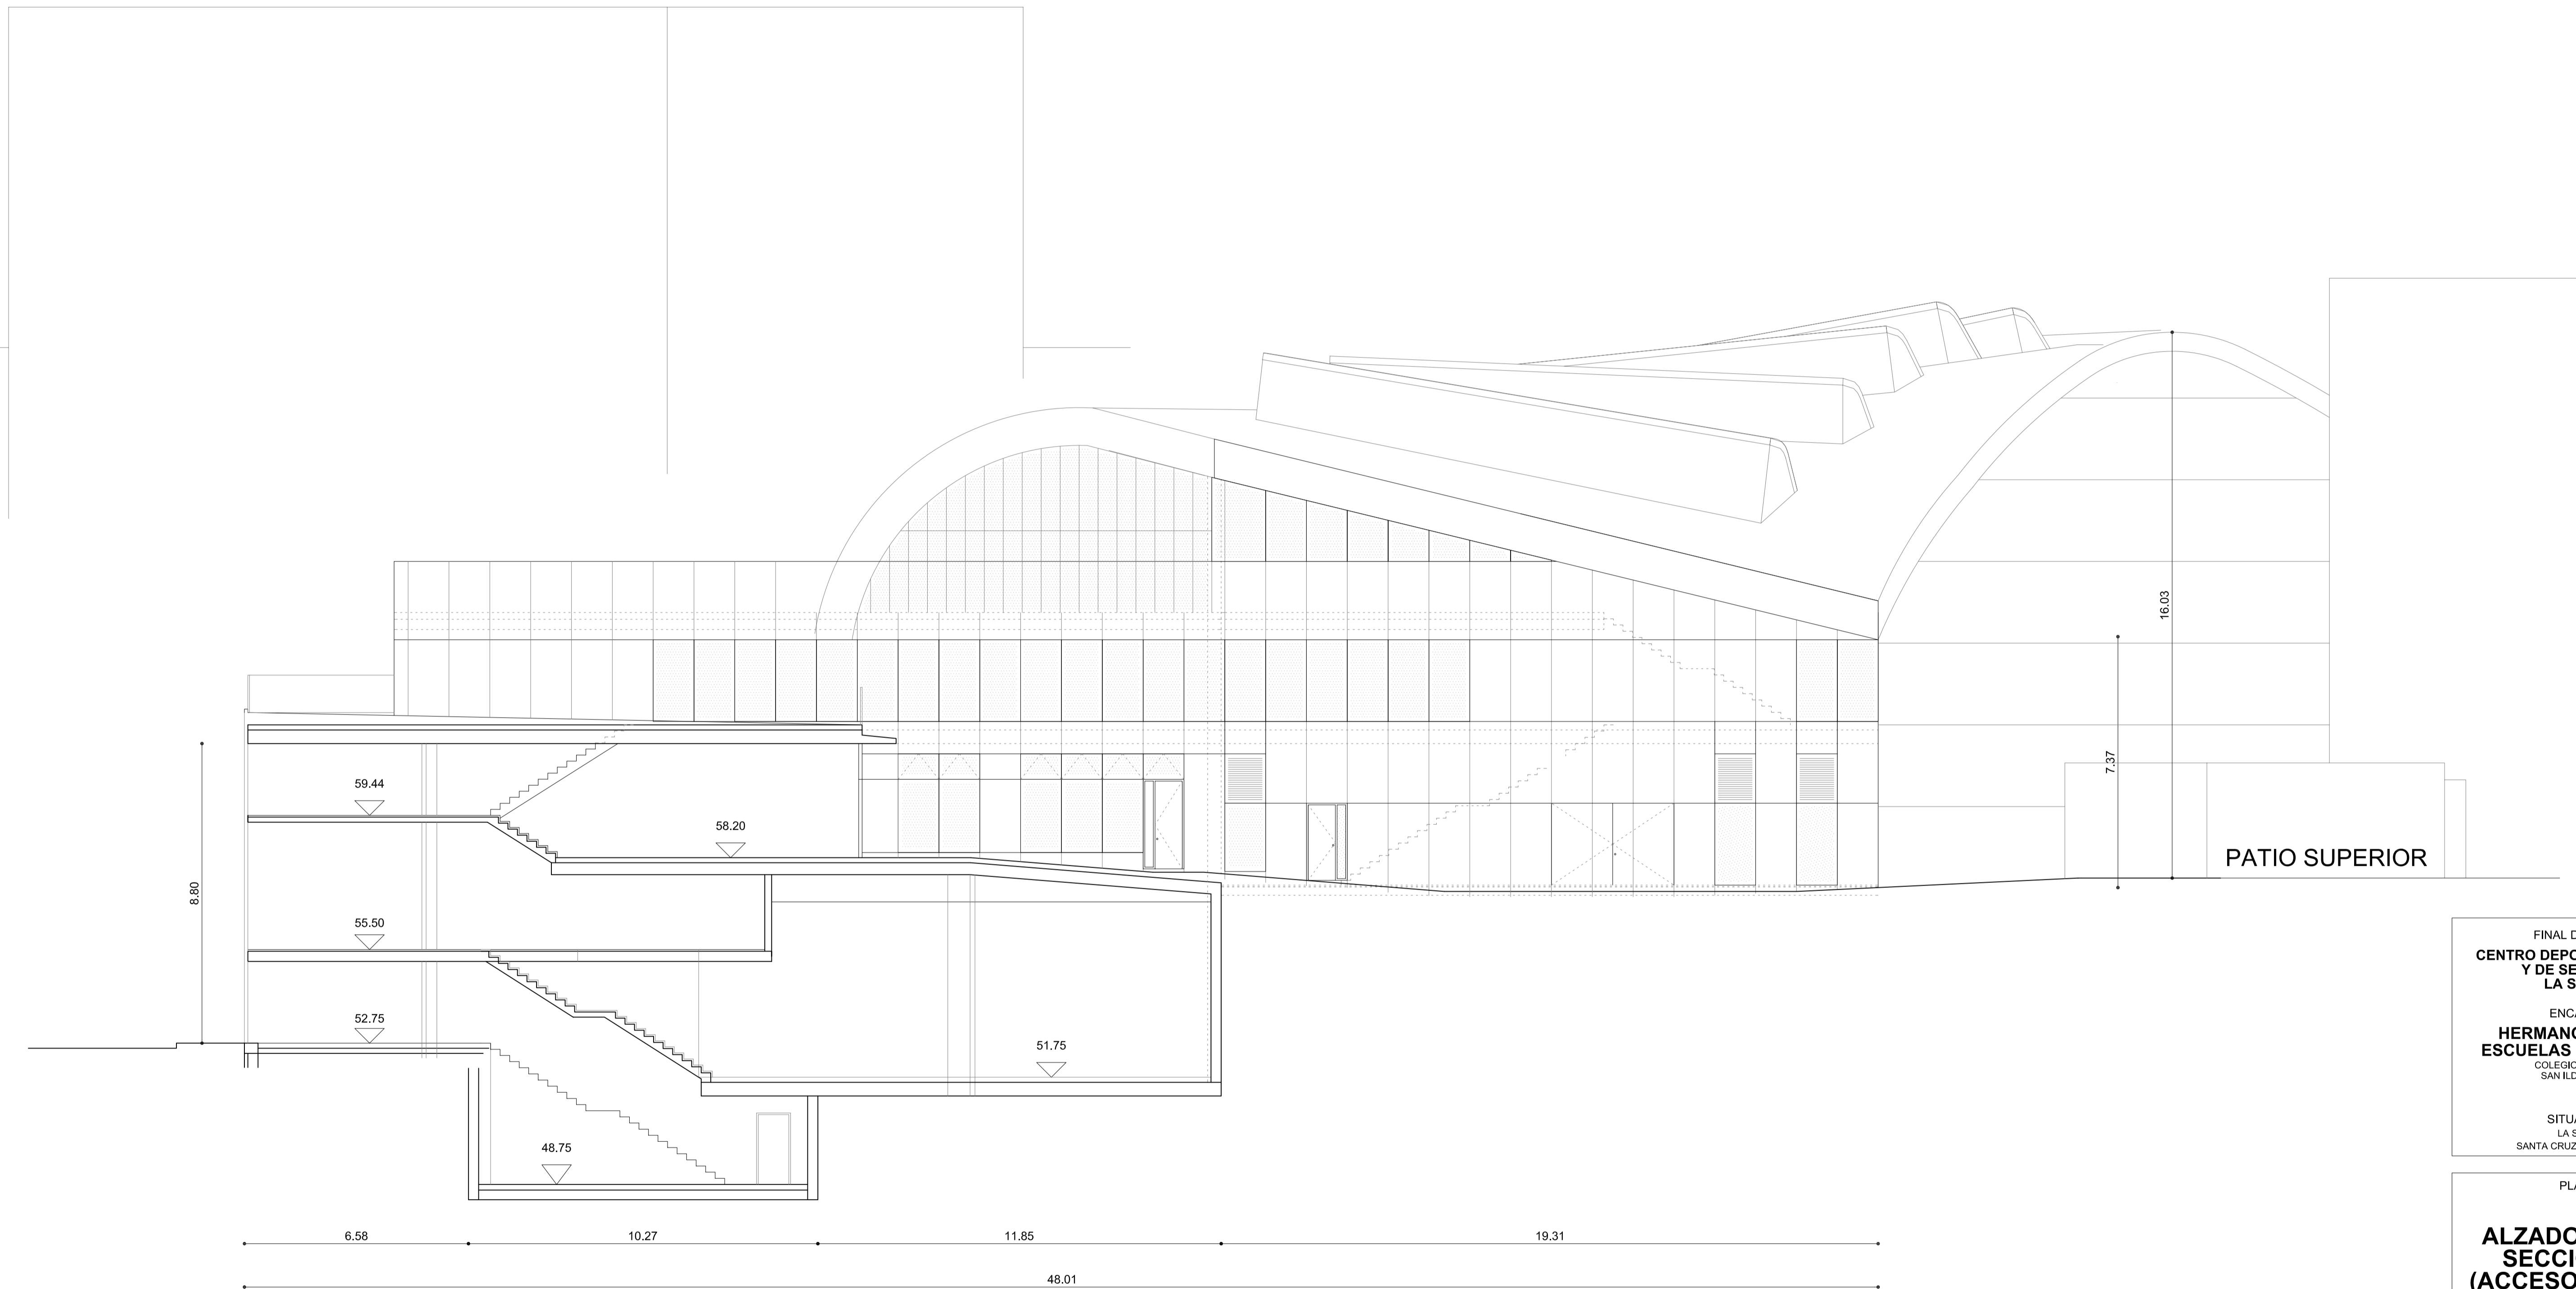 16.03
7.37
59.44
58.20
PATIO SUPERIOR
8.80
55.50
52.75
51.75
48.75
6.58
10.27
11.85
19.31
48.01
FINAL D
CENTRO DEPO
Y DE SE
LA S
ENCA
HERMANO
ESCUELAS
COLEGIO
SAN ILD
SITUA
LA S
SANTA CRUZ
PLA
ALZADO
SECCI
(ACCESO